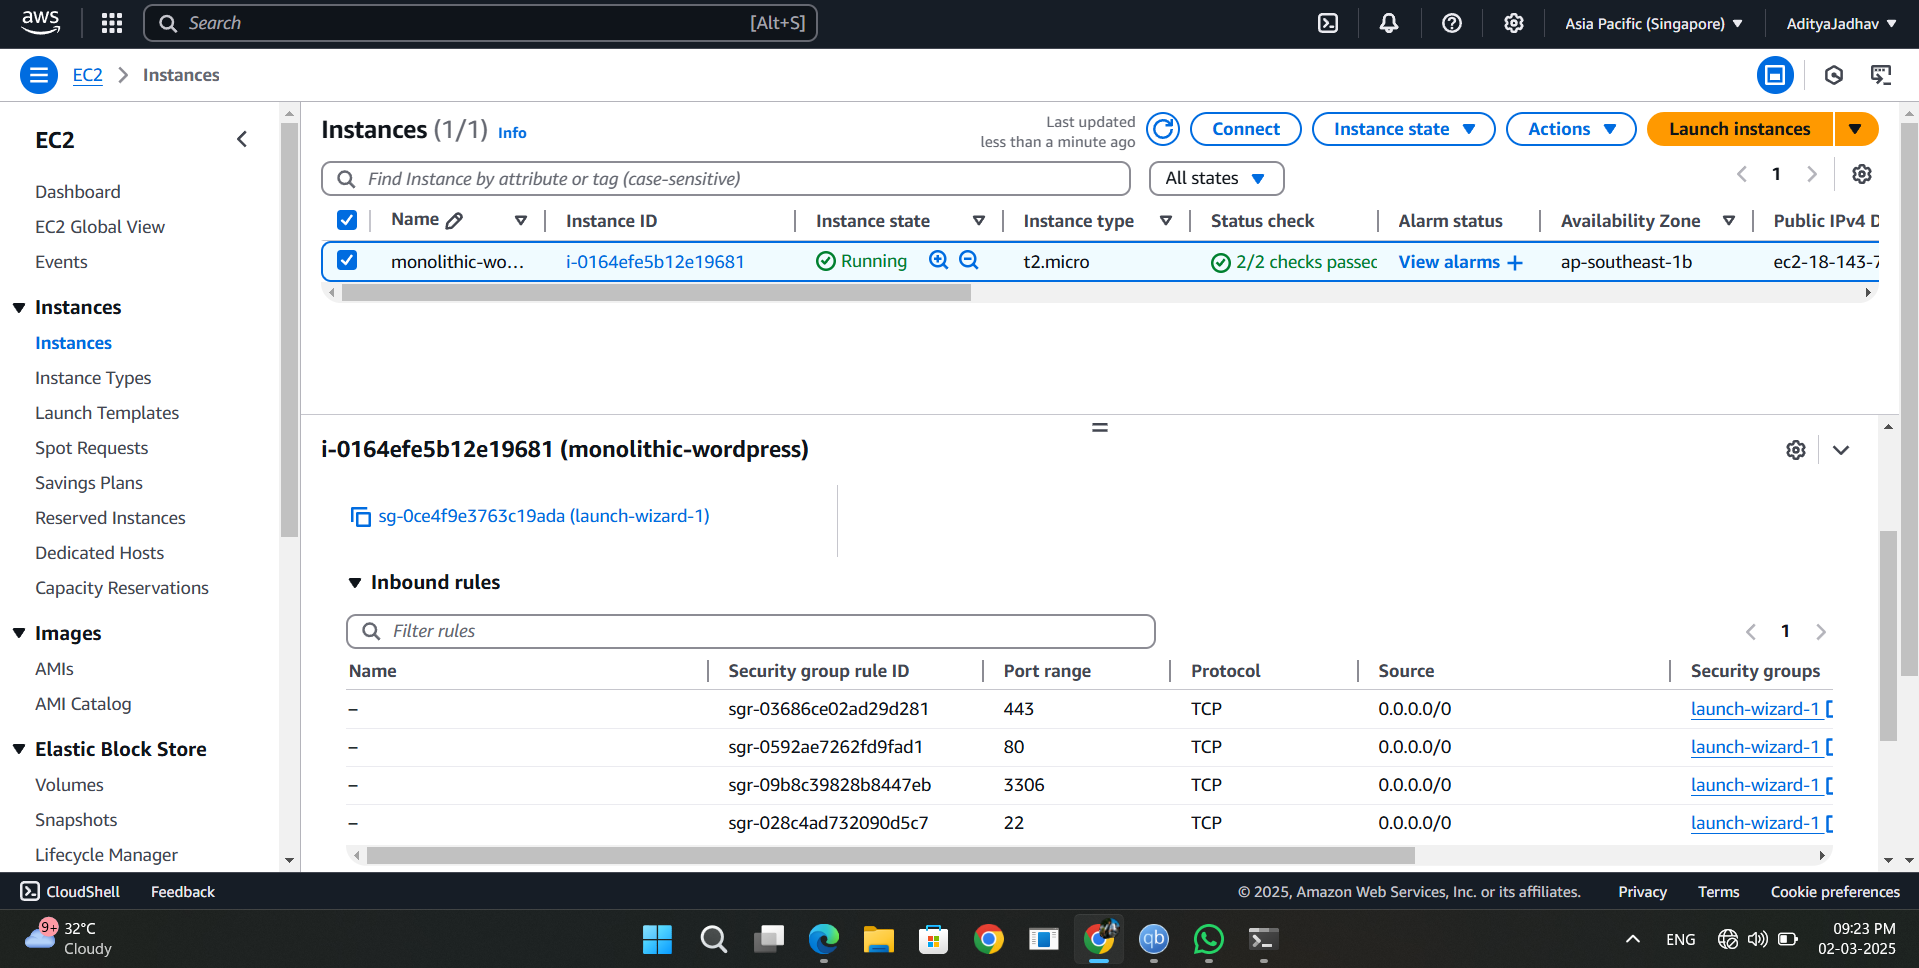 aws
Search [Alt+S]
Asia Pacific (Singapore)
AdityaJadhav
EC2
Instances
EC2
Dashboard
EC2 Global View
Events
Instances
Instances
Instance Types
Launch Templates
Spot Requests
Savings Plans
Reserved Instances
Dedicated Hosts
Capacity Reservations
Images
AMIs
AMI Catalog
Elastic Block Store
Volumes
Snapshots
Lifecycle Manager
Instances (1/1) Info
Last updated
less than a minute ago
Connect
Instance state
Actions
Launch instances
Find Instance by attribute or tag (case-sensitive)
All states
1
Name Instance ID Instance state Instance type Status check Alarm status Availability Zone Public IPv4 D
monolithic-wo... i-0164efe5b12e19681 Running t2.micro 2/2 checks passed View alarms + ap-southeast-1b ec2-18-143-7
i-0164efe5b12e19681 (monolithic-wordpress)
sg-0ce4f9e3763c19ada (launch-wizard-1)
Inbound rules
Filter rules
1
Name Security group rule ID Port range Protocol Source Security groups
– sgr-03686ce02ad29d281 443 TCP 0.0.0.0/0 launch-wizard-1
– sgr-0592ae7262fd9fad1 80 TCP 0.0.0.0/0 launch-wizard-1
– sgr-09b8c39828b8447eb 3306 TCP 0.0.0.0/0 launch-wizard-1
– sgr-028c4ad732090d5c7 22 TCP 0.0.0.0/0 launch-wizard-1
CloudShell Feedback
© 2025, Amazon Web Services, Inc. or its affiliates. Privacy Terms Cookie preferences
9+
32°C
Cloudy
qb
ENG
09:23 PM
02-03-2025